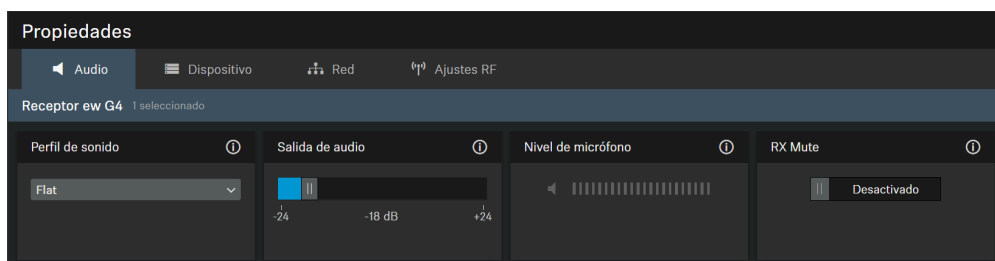 Propiedades
Audio Dispositivo Red Ajustes RF
Receptor ew G4 1 seleccionado
Perfil de sonido Salida de audio Nivel de micrófono RX Mute
Flat Desactivado
-24 -18 dB +24